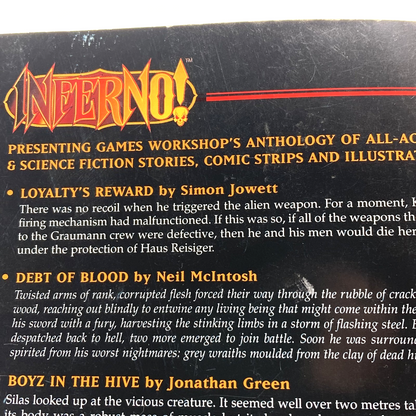 INFERNO!™
PRESENTING GAMES WORKSHOP'S ANTHOLOGY OF ALL-AC
& SCIENCE FICTION STORIES, COMIC STRIPS AND ILLUSTRA
• LOYALTY'S REWARD by Simon Jowett
There was no recoil when he triggered the alien weapon. For a moment, K
firing mechanism had malfunctioned. If this was so, if all of the weapons th
to the Graumann crew were defective, then he and his men would die her
under the protection of Haus Reisiger.
• DEBT OF BLOOD by Neil McIntosh
Twisted arms of rank, corrupted flesh forced their way through the rubble of crack
wood, reaching out blindly to entwine any living being that might come within the
his sword with a fury, harvesting the stinking limbs in a storm of flashing steel. E
despatched back to hell, two more emerged to join battle. Soon he was surroun
spirited from his worst nightmares; grey wraiths moulded from the clay of dead h
BOYZ IN THE HIVE by Jonathan Green
Silas looked up at the vicious creature. It seemed well over two metres ta
its body was a robust mass of